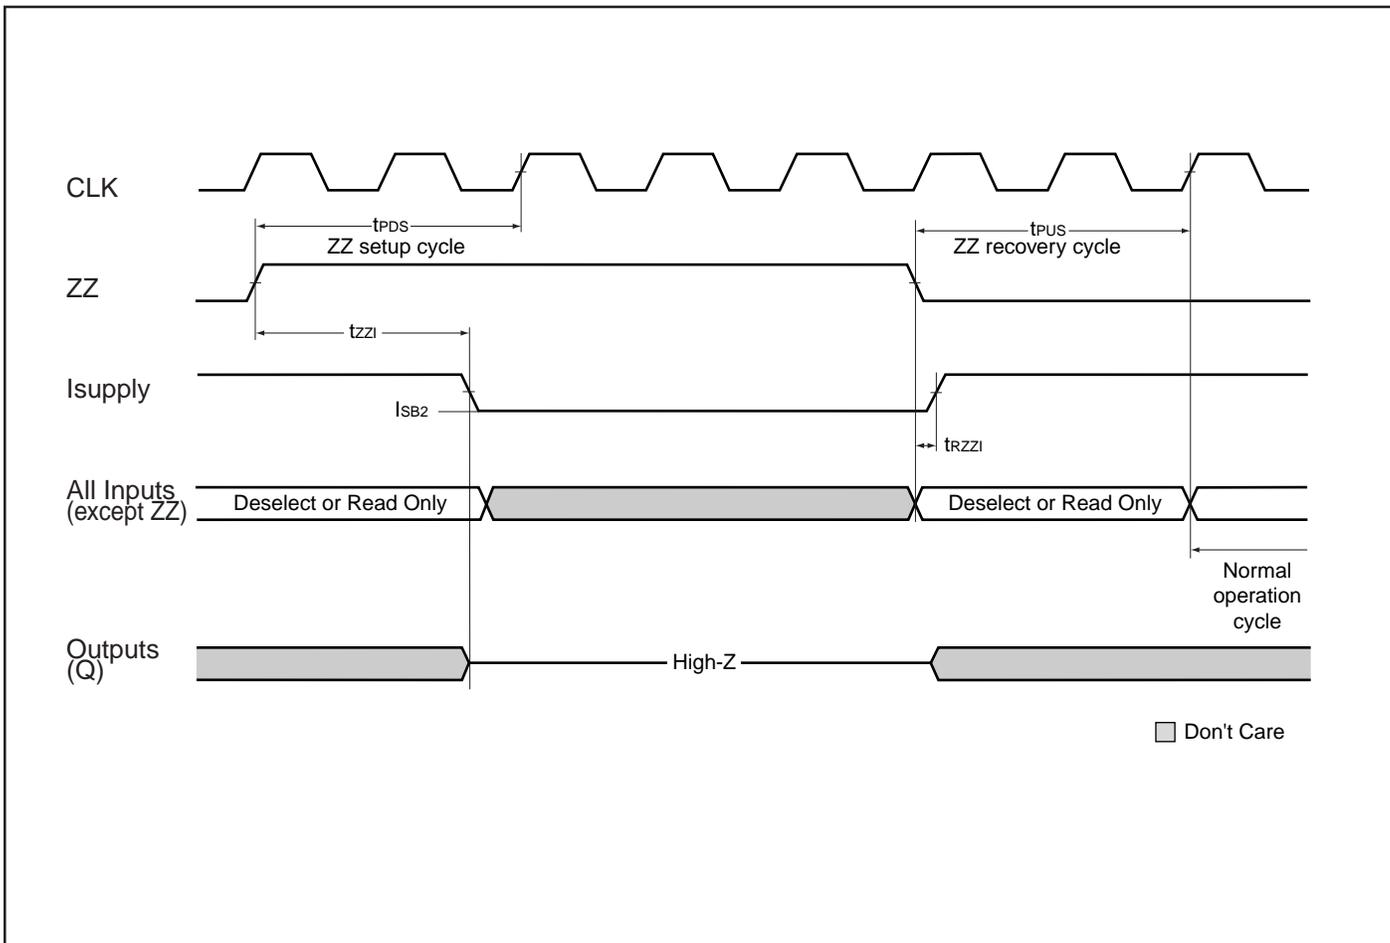 CLK
tPDS
ZZ setup cycle
tPUS
ZZ recovery cycle
ZZ
tZZI
Isupply
ISB2
tRZZI
All Inputs
(except ZZ)
Deselect or Read Only
Deselect or Read Only
Normal
operation
cycle
Outputs
(Q)
High-Z
Don't Care